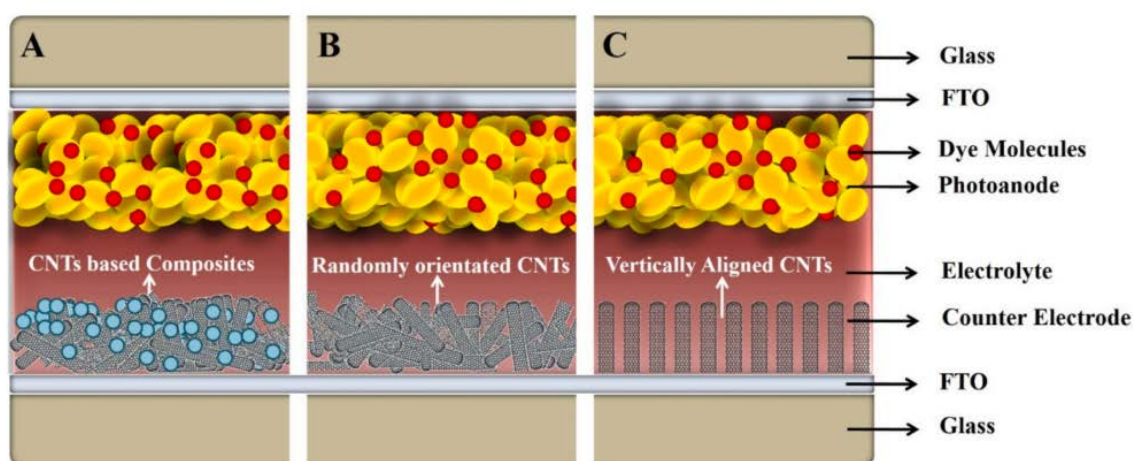 A
B
C
Glass
FTO
Dye Molecules
Photoanode
CNTs based Composites
Randomly orientated CNTs
Vertically Aligned CNTs
Electrolyte
Counter Electrode
FTO
Glass